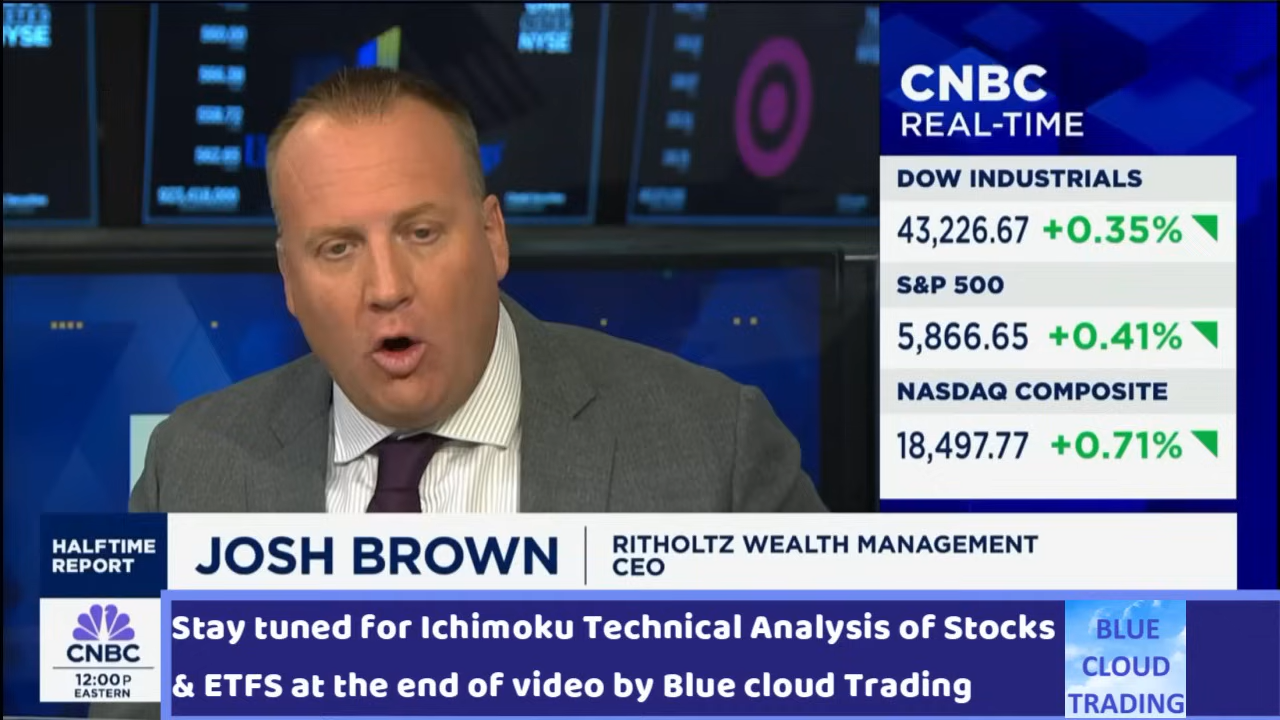 NYSE
CNBC
REAL-TIME
DOW INDUSTRIALS
43,226.67 +0.35%
S&P 500
5,866.65 +0.41%
NASDAQ COMPOSITE
18,497.77 +0.71%
HALFTIME
REPORT
JOSH BROWN
RITHOLTZ WEALTH MANAGEMENT
CEO
CNBC
12:00P
EASTERN
Stay tuned for Ichimoku Technical Analysis of Stocks
& ETFS at the end of video by Blue cloud Trading
BLUE
CLOUD
TRADING